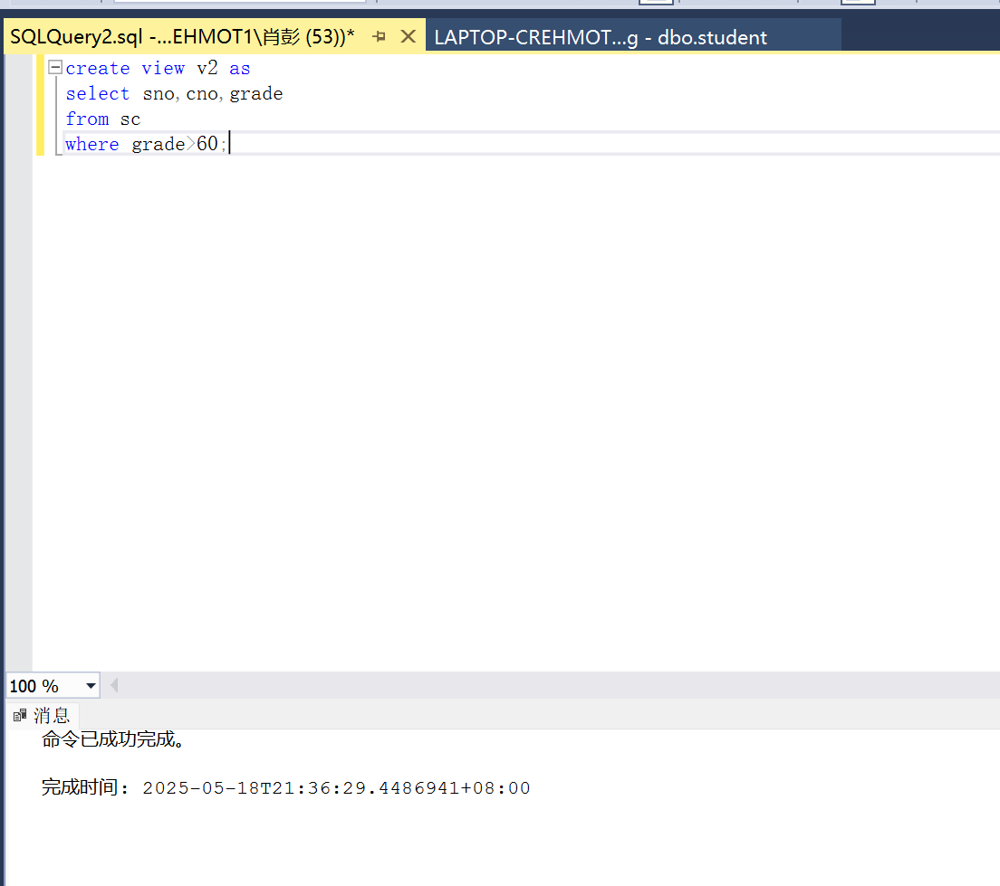 SQLQuery2.sql -...EHMOT1\肖彭 (53))*
LAPTOP-CREHMOT...g - dbo.student
create view v2 as
select sno,cno,grade
from sc
where grade>60;
100 %
消息
命令已成功完成。
完成时间: 2025-05-18T21:36:29.4486941+08:00